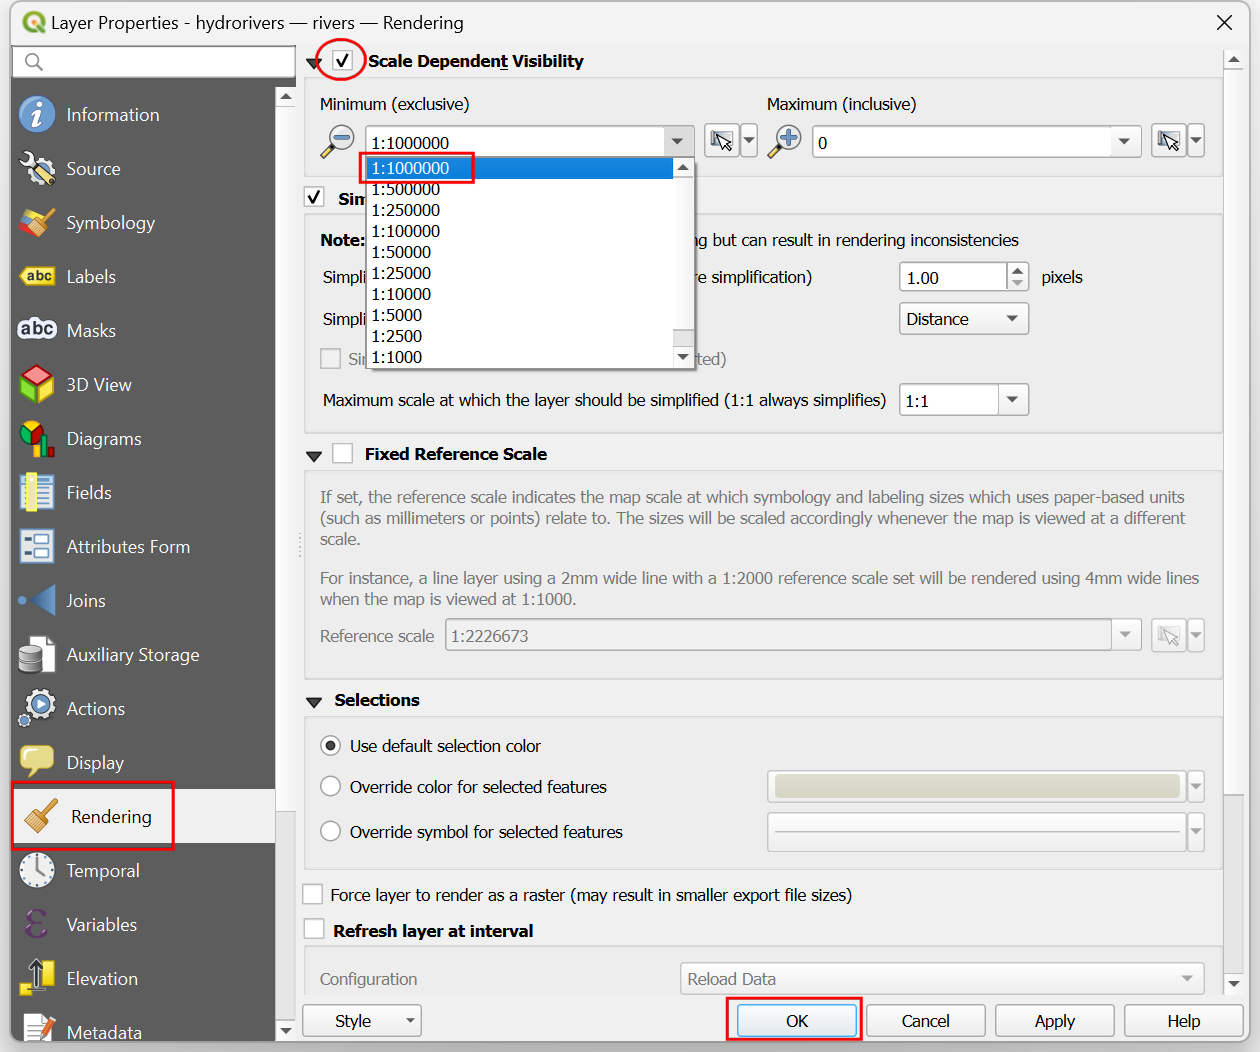 Layer Properties - hydrorivers — rivers — Rendering
Information
Source
Symbology
abc Labels
abc Masks
3D View
Diagrams
Fields
Attributes Form
Joins
Auxiliary Storage
Actions
Display
Rendering
Temporal
Variables
Elevation
Metadata
Scale Dependent Visibility
Minimum (exclusive)
Maximum (inclusive)
1:1000000
0
1:1000000
1:500000
1:250000
1:100000
1:50000
1:25000
1:10000
1:5000
1:2500
1:1000
Note: but can result in rendering inconsistencies
simplification) 1.00 pixels
Distance
Maximum scale at which the layer should be simplified (1:1 always simplifies) 1:1
Fixed Reference Scale
If set, the reference scale indicates the map scale at which symbology and labeling sizes which uses paper-based units
(such as millimeters or points) relate to. The sizes will be scaled accordingly whenever the map is viewed at a different
scale.
For instance, a line layer using a 2mm wide line with a 1:2000 reference scale set will be rendered using 4mm wide lines
when the map is viewed at 1:1000.
Reference scale 1:2226673
Selections
Use default selection color
Override color for selected features
Override symbol for selected features
Force layer to render as a raster (may result in smaller export file sizes)
Refresh layer at interval
Configuration Reload Data
Style OK Cancel Apply Help